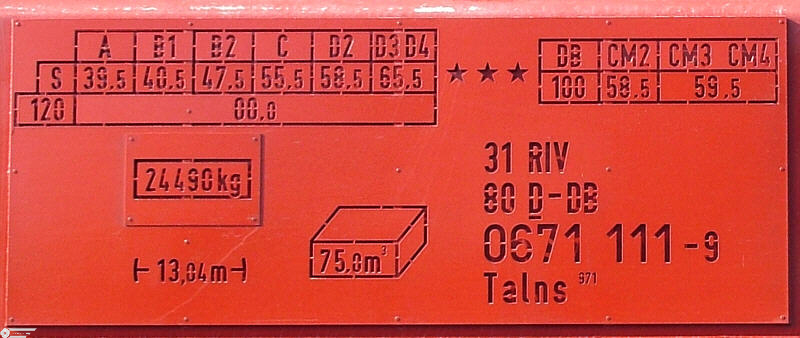 A B1 B2 C D2 D3 D4
S 39,5 40,5 47,5 55,5 58,5 65,5
120 00,0
★ ★ ★
DB CM2 CM3 CM4
100 58,5 59,5
24490kg
13,04m
75,0m³
31 RIV
80 D-DB
0671 111-9
Talns 971